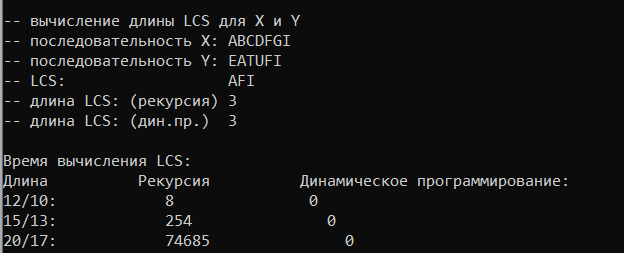 -- вычисление длины LCS для X и Y
-- последовательность X: ABCDFGI
-- последовательность Y: EATUFI
-- LCS: AFI
-- длина LCS: (рекурсия) 3
-- длина LCS: (дин.пр.) 3
Время вычисления LCS:
Длина Рекурсия Динамическое программирование:
12/10: 8 0
15/13: 254 0
20/17: 74685 0